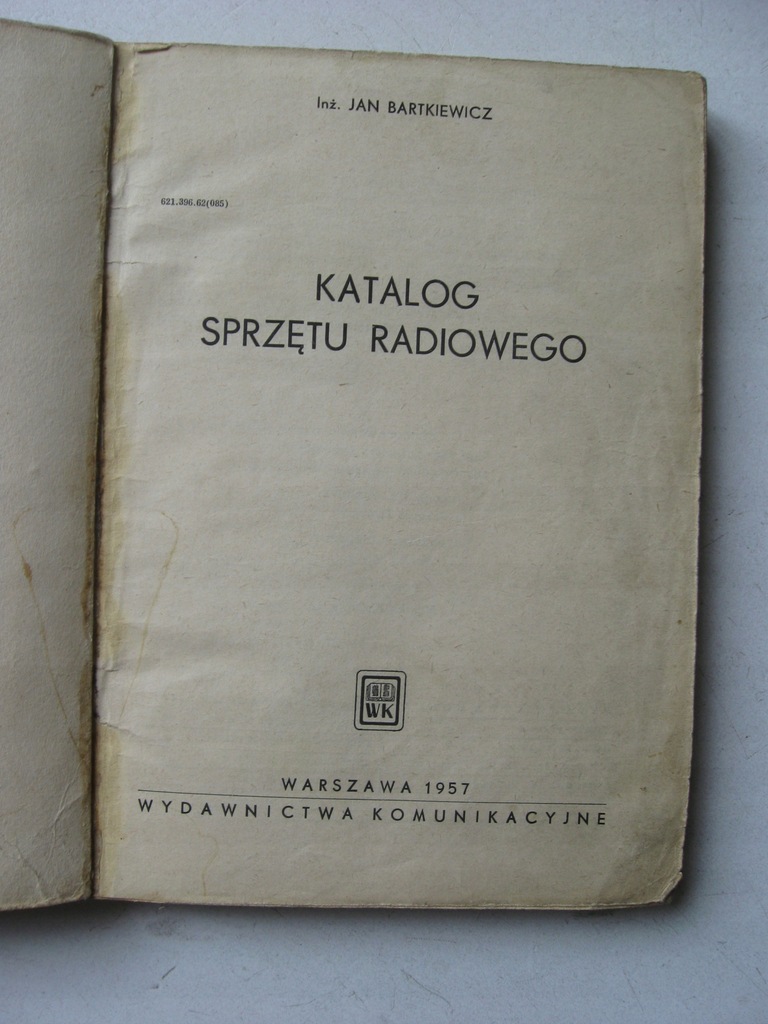 Inż. JAN BARTKIEWICZ
621.396.62(085)
KATALOG
SPRZĘTU RADIOWEGO
WK
WARSZAWA 1957
WYDAWNICTWA KOMUNIKACYJNE